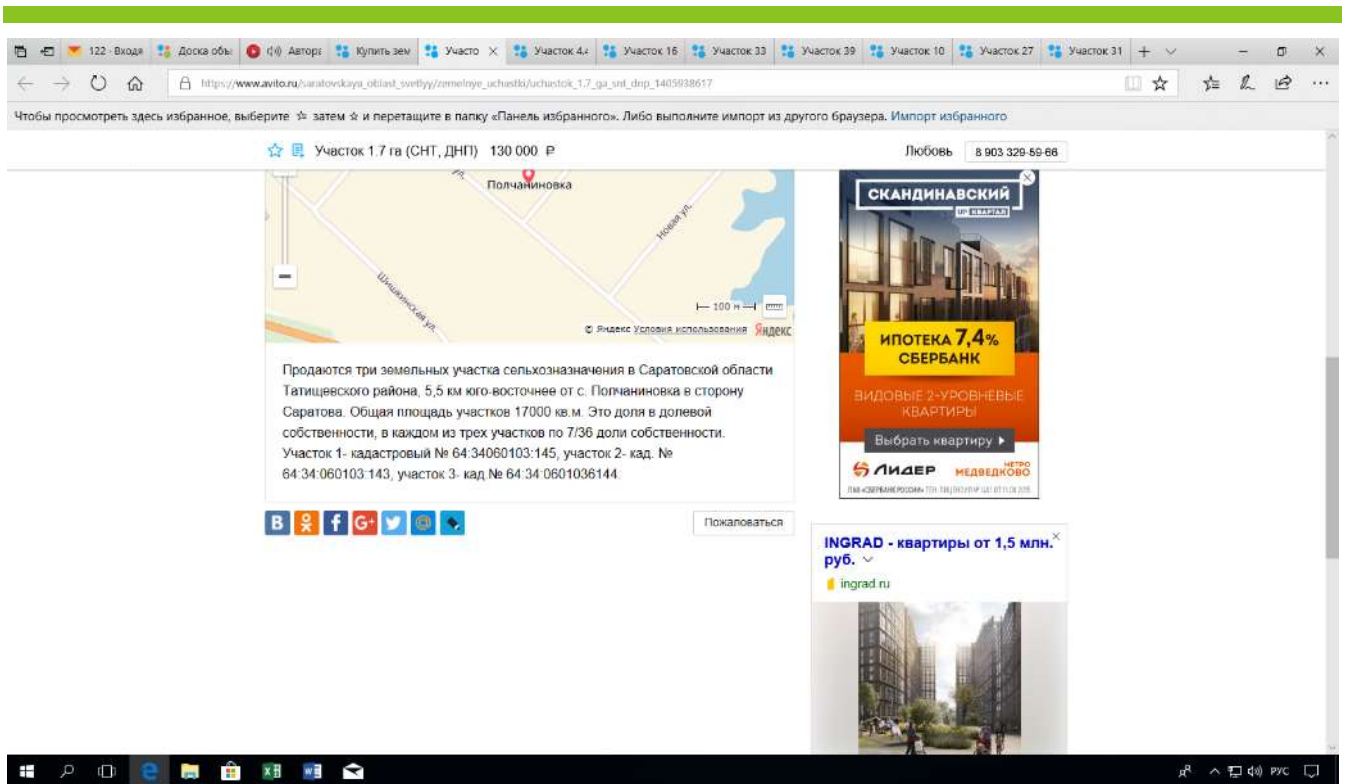 122 - Входя
Доска объ
Авторе
Купить зем
Участо
Участок 4,
Участок 16
Участок 33
Участок 39
Участок 10
Участок 27
Участок 31
https://www.avito.ru/saratovskaya_oblast_svetlyy/zemelnye_uchastki/uchastok_1.7_ga_snt_dnp_1405938617
Чтобы просмотреть здесь избранное, выберите затем и перетащите в папку «Панель избранного». Либо выполните импорт из другого браузера. Импорт избранного
Участок 1.7 га (СНТ, ДНП) 130 000 ₽
Любовь 8 903 329-59-66
ул.
Полчаниновка
Новая ул.
Шишкинская ул.
100 м
© Яндекс Условия использования Яндекс
Продаются три земельных участка сельхозназначения в Саратовской области
Татищевского района, 5,5 км юго-восточнее от с. Полчаниновка в сторону
Саратова. Общая площадь участков 17000 кв.м. Это доля в долевой
собственности, в каждом из трех участков по 7/36 доли собственности.
Участок 1- кадастровый № 64:34060103:145, участок 2- кад. №
64:34:060103:143, участок 3- кад.№ 64:34:0601036144.
Пожаловаться
СКАНДИНАВСКИЙ
UP КВАРТАЛ
ИПОТЕКА 7,4%
СБЕРБАНК
ВИДОВЫЕ 2-УРОВНЕВЫЕ
КВАРТИРЫ
Выбрать квартиру
ЛИДЕР
МЕТРО
МЕДВЕДКОВО
INGRAD - квартиры от 1,5 млн.
руб.
ingrad.ru
РУС